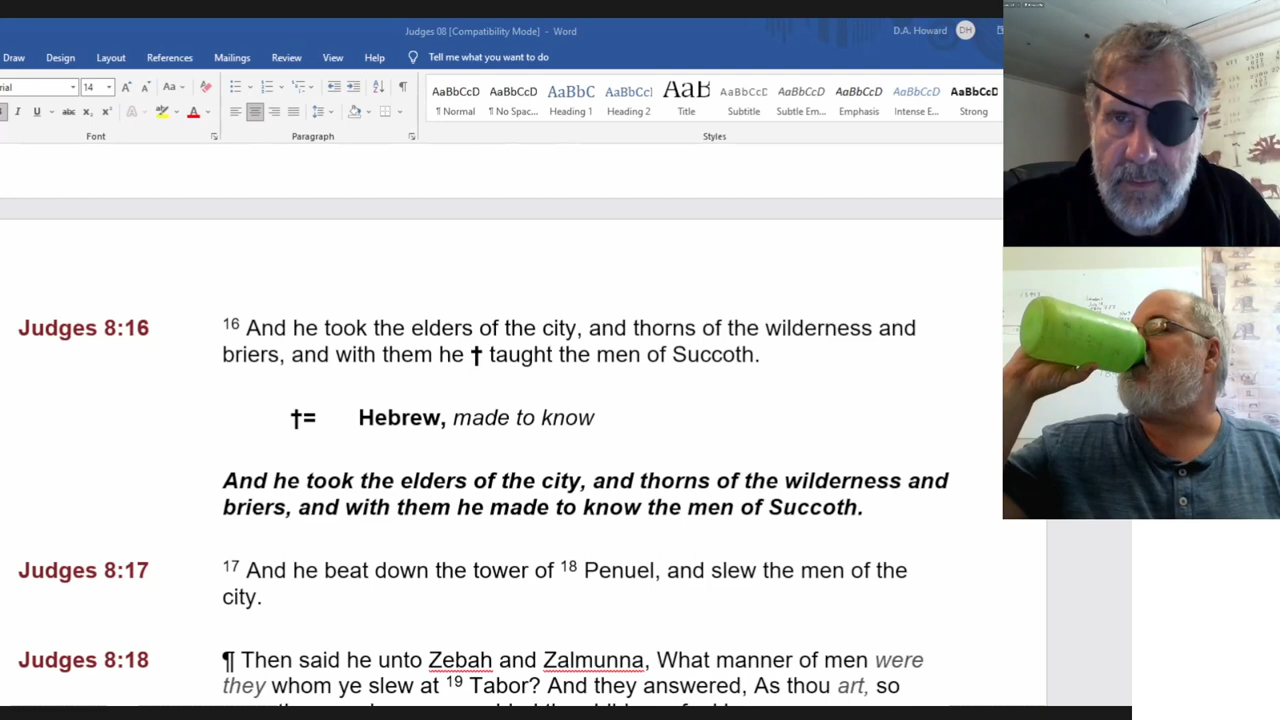 Judges 08 [Compatibility Mode] - Word
D.A. Howard DH
Draw Design Layout References Mailings Review View Help Tell me what you want to do
rial 14 Aa
AaBbCcD AaBbCcD AaBbC AaBbCcI AaB AaBbCcD AaBbCcD AaBbCcD AaBbCcD AaBbCcD
¶ Normal ¶ No Spac... Heading 1 Heading 2 Title Subtitle Subtle Em... Emphasis Intense E... Strong
I U abc x₂ x² A A
Font Paragraph Styles
Judges 8:16 16 And he took the elders of the city, and thorns of the wilderness and
briers, and with them he † taught the men of Succoth.
†= Hebrew, made to know
And he took the elders of the city, and thorns of the wilderness and
briers, and with them he made to know the men of Succoth.
Judges 8:17 17 And he beat down the tower of 18 Penuel, and slew the men of the
city.
Judges 8:18 ¶ Then said he unto Zebah and Zalmunna, What manner of men were
they whom ye slew at 19 Tabor? And they answered, As thou art, so